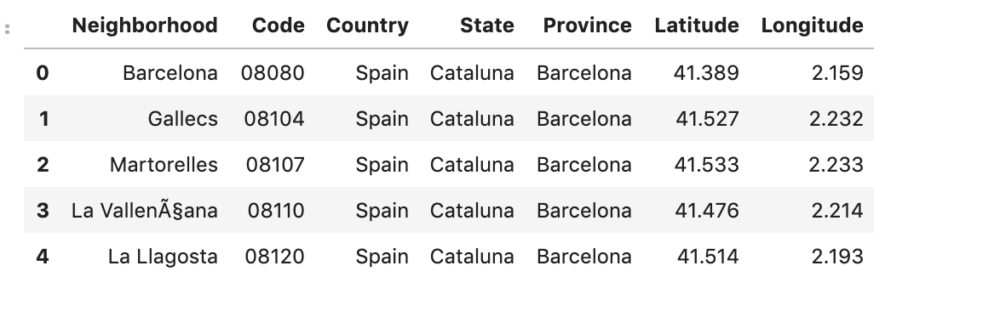 : Neighborhood Code Country State Province Latitude Longitude
0 Barcelona 08080 Spain Cataluna Barcelona 41.389 2.159
1 Gallecs 08104 Spain Cataluna Barcelona 41.527 2.232
2 Martorelles 08107 Spain Cataluna Barcelona 41.533 2.233
3 La VallenÃ§ana 08110 Spain Cataluna Barcelona 41.476 2.214
4 La Llagosta 08120 Spain Cataluna Barcelona 41.514 2.193